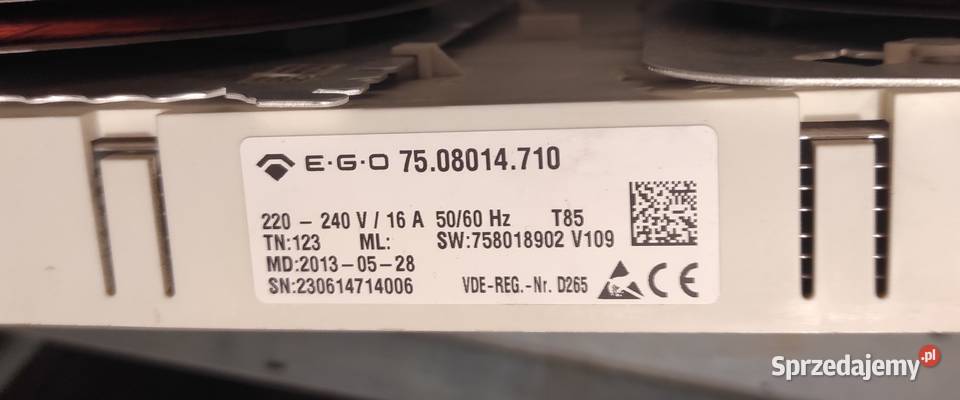 E·G·O 75.08014.710
220 – 240 V / 16 A 50/60 Hz T85
TN:123 ML: SW:758018902 V109
MD:2013–05–28
SN:230614714006 VDE–REG.–Nr. D265 CE
Sprzedajemy.pl